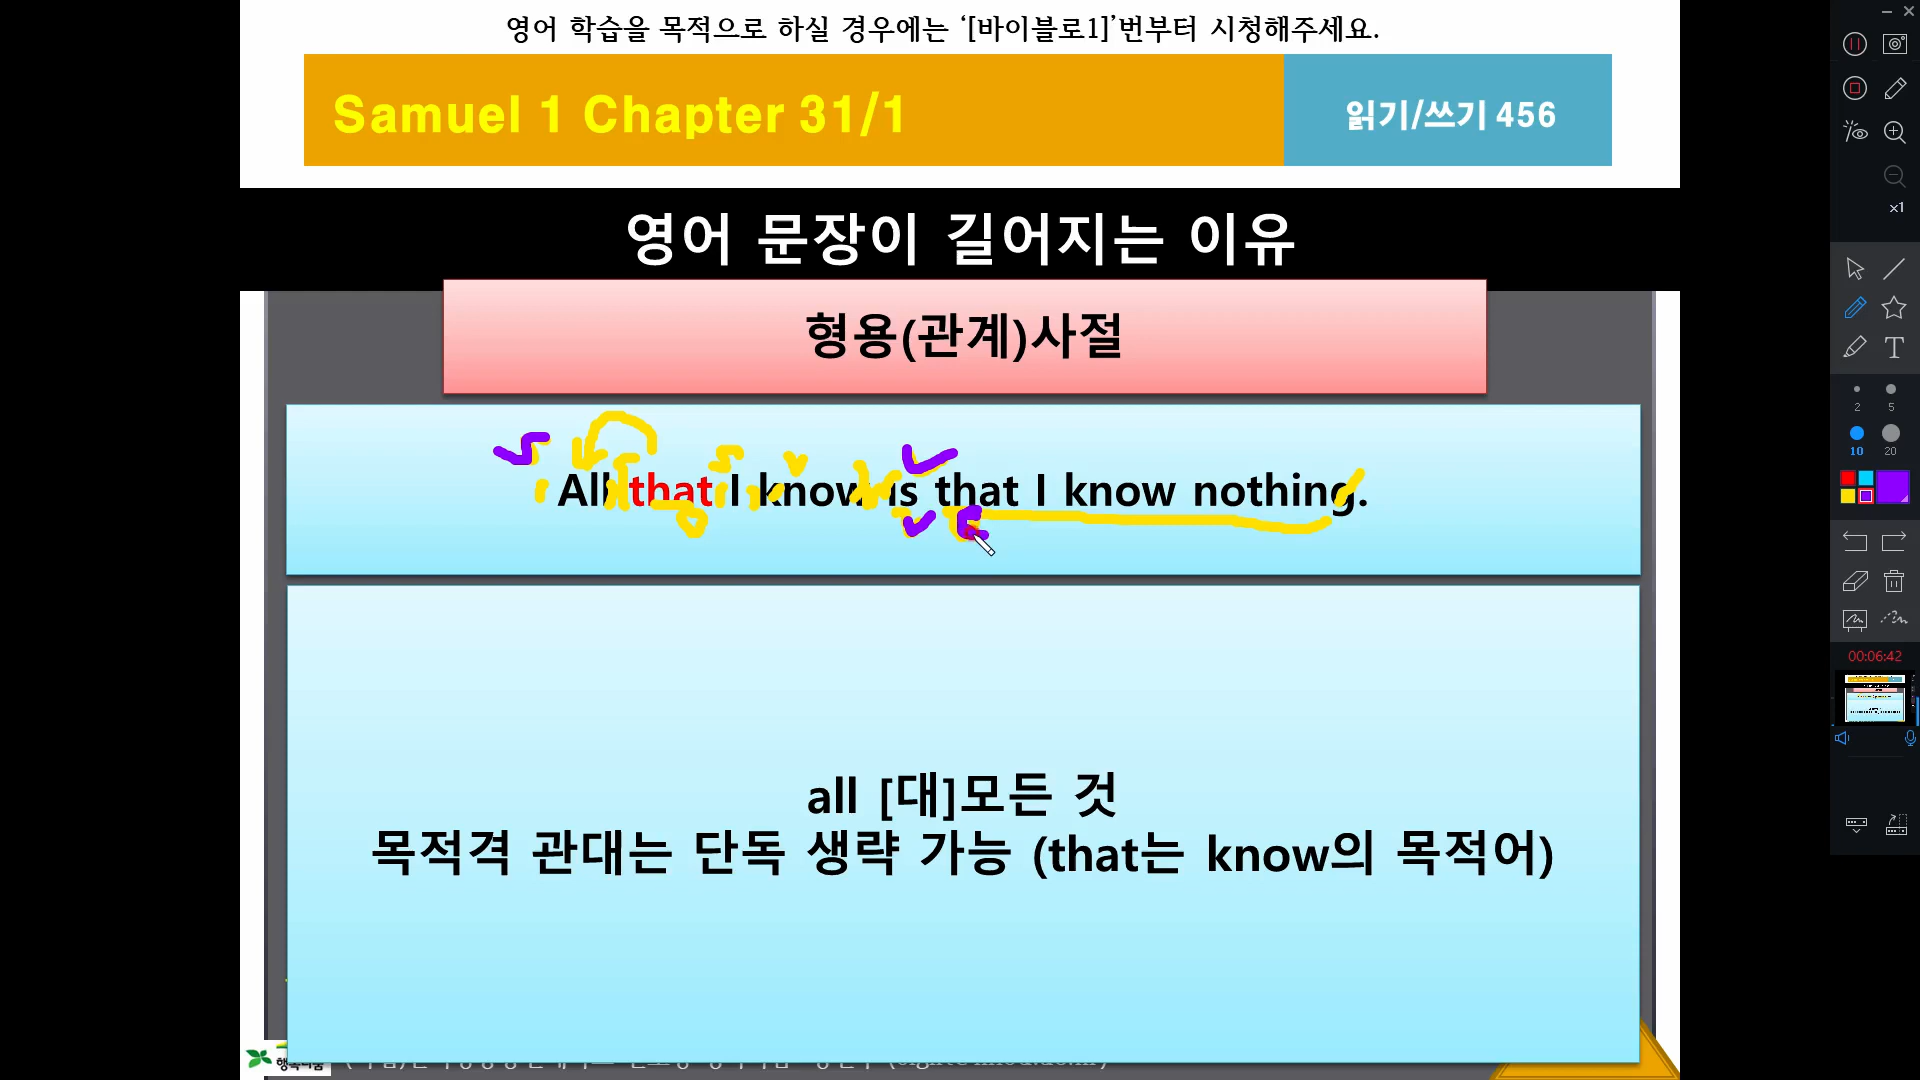 영어 학습을 목적으로 하실 경우에는 '[바이블로1]'번부터 시청해주세요.
Samuel 1 Chapter 31/1
읽기/쓰기 456
영어 문장이 길어지는 이유
형용(관계)사절
All that I know is that I know nothing.
all [대]모든 것
목적격 관대는 단독 생략 가능 (that는 know의 목적어)
x1
T
2 5
10 20
00:06:42